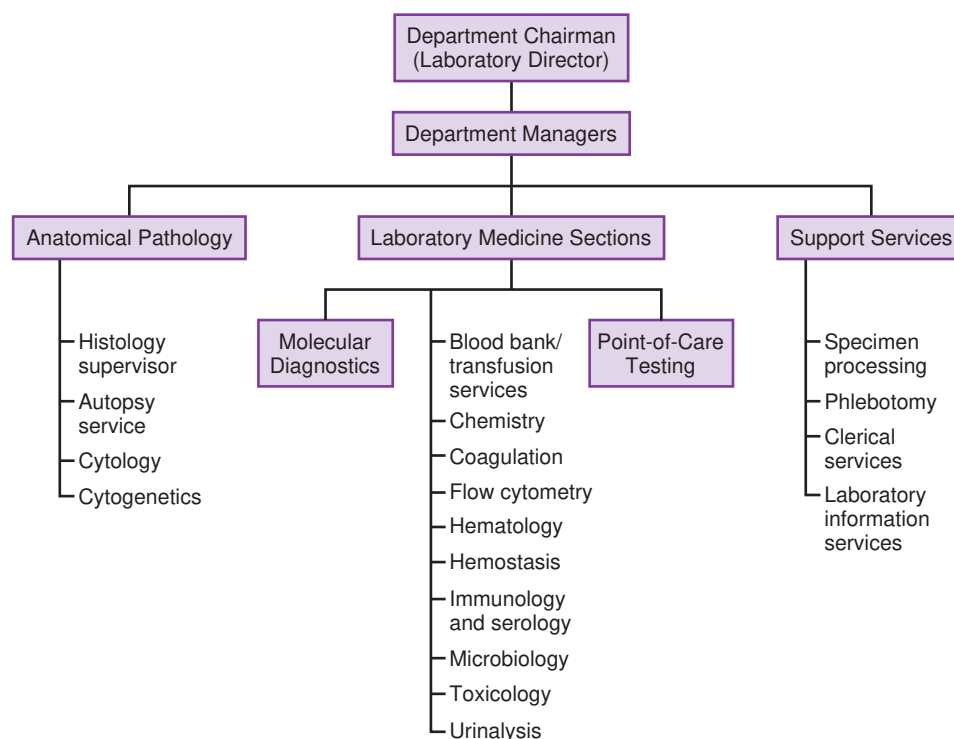 Department Chairman
(Laboratory Director)
Department Managers
Anatomical Pathology
Laboratory Medicine Sections
Support Services
Histology
supervisor
Autopsy
service
Cytology
Cytogenetics
Molecular
Diagnostics
Blood bank/
transfusion
services
Chemistry
Coagulation
Flow cytometry
Hematology
Hemostasis
Immunology
and serology
Microbiology
Toxicology
Urinalysis
Point-of-Care
Testing
Specimen
processing
Phlebotomy
Clerical
services
Laboratory
information
services